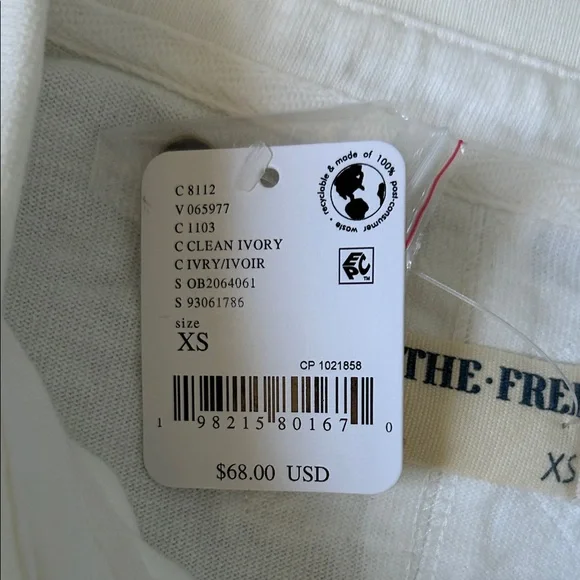 recyclable & made of 100% post-consumer waste
C 8112
V 065977
C 1103
C CLEAN IVORY
C IVRY/IVOIR
S OB2064061
S 93061786
EPC™
size
XS
CP 1021858
1 98215 80167 0
$68.00 USD
THE·FRE
XS